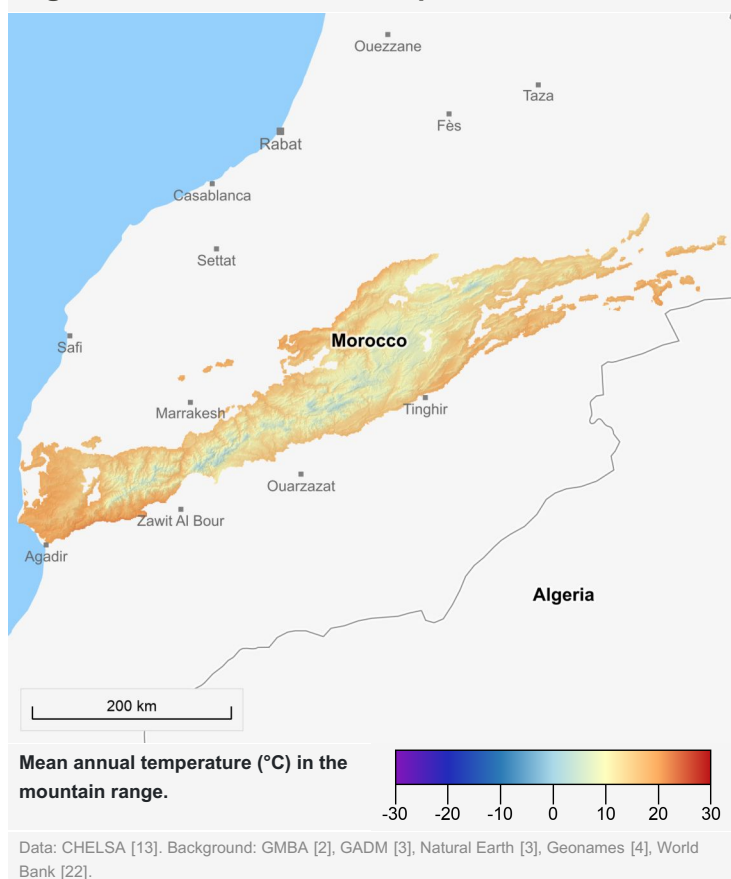 Ouezzane
Taza
Fès
Rabat
Casablanca
Settat
Safi
Morocco
Marrakesh
Tinghir
Ouarzazat
Zawit Al Bour
Agadir
Algeria
200 km
Mean annual temperature (°C) in the
mountain range.
-30 -20 -10 0 10 20 30
Data: CHELSA [13]. Background: GMBA [2], GADM [3], Natural Earth [3], Geonames [4], World
Bank [22].